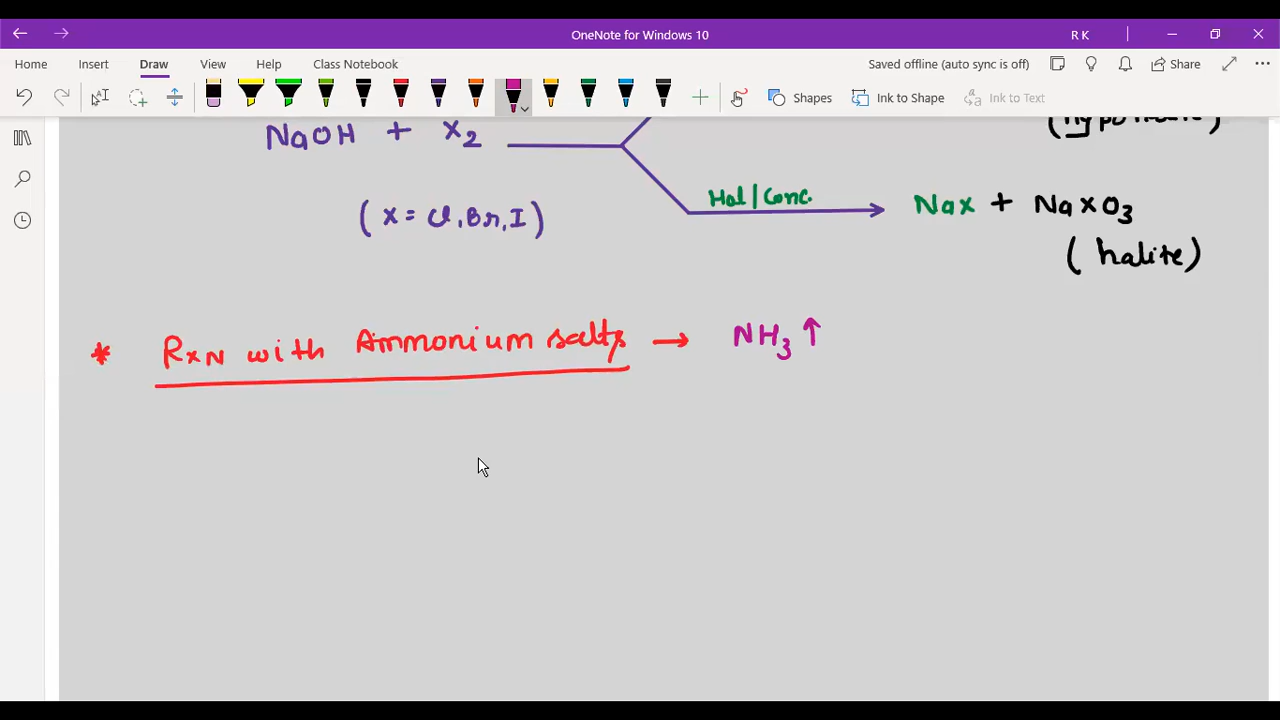 OneNote for Windows 10
R K
Home Insert Draw View Help Class Notebook
Saved offline (auto sync is off) Share
Shapes Ink to Shape Ink to Text
NaOH + X2
Hal/Conc. NaX + NaXO3
(X = Cl, Br, I)
(halite)
* RxN with Ammonium salts → NH3 ↑